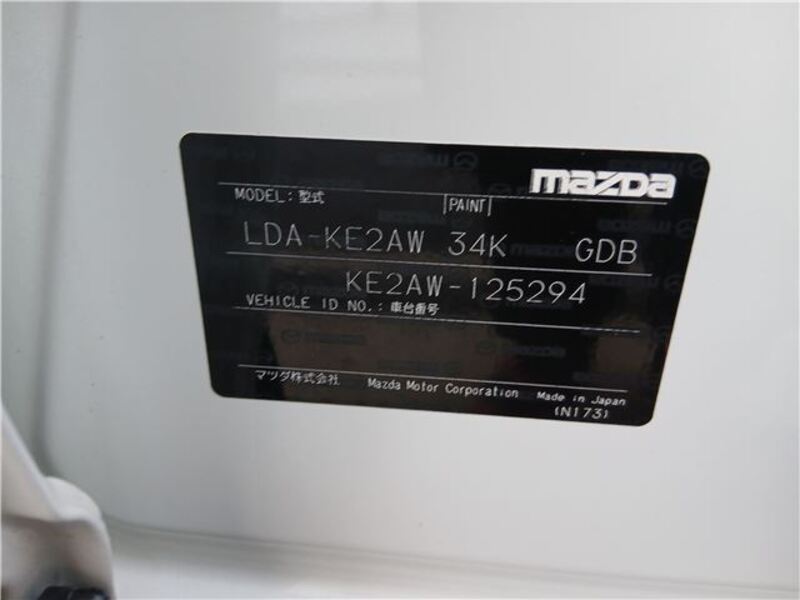 mazda
MODEL: 型式 PAINT
LDA-KE2AW 34K GDB
KE2AW-125294
VEHICLE ID NO.: 車台番号
マツダ株式会社 Mazda Motor Corporation Made in Japan
(N173)